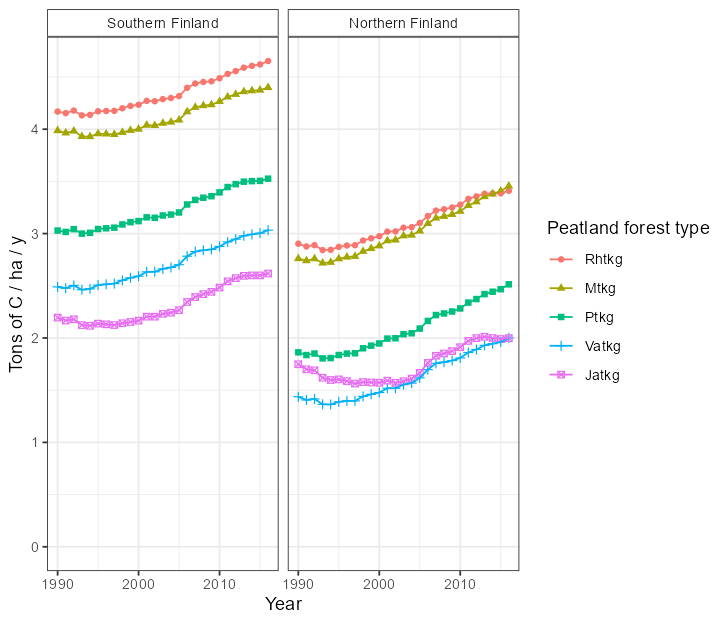 Southern Finland Northern Finland
Tons of C / ha / y
4
3
2
1
0
1990 2000 2010 1990 2000 2010
Year
Peatland forest type
Rhtkg
Mtkg
Ptkg
Vatkg
Jatkg